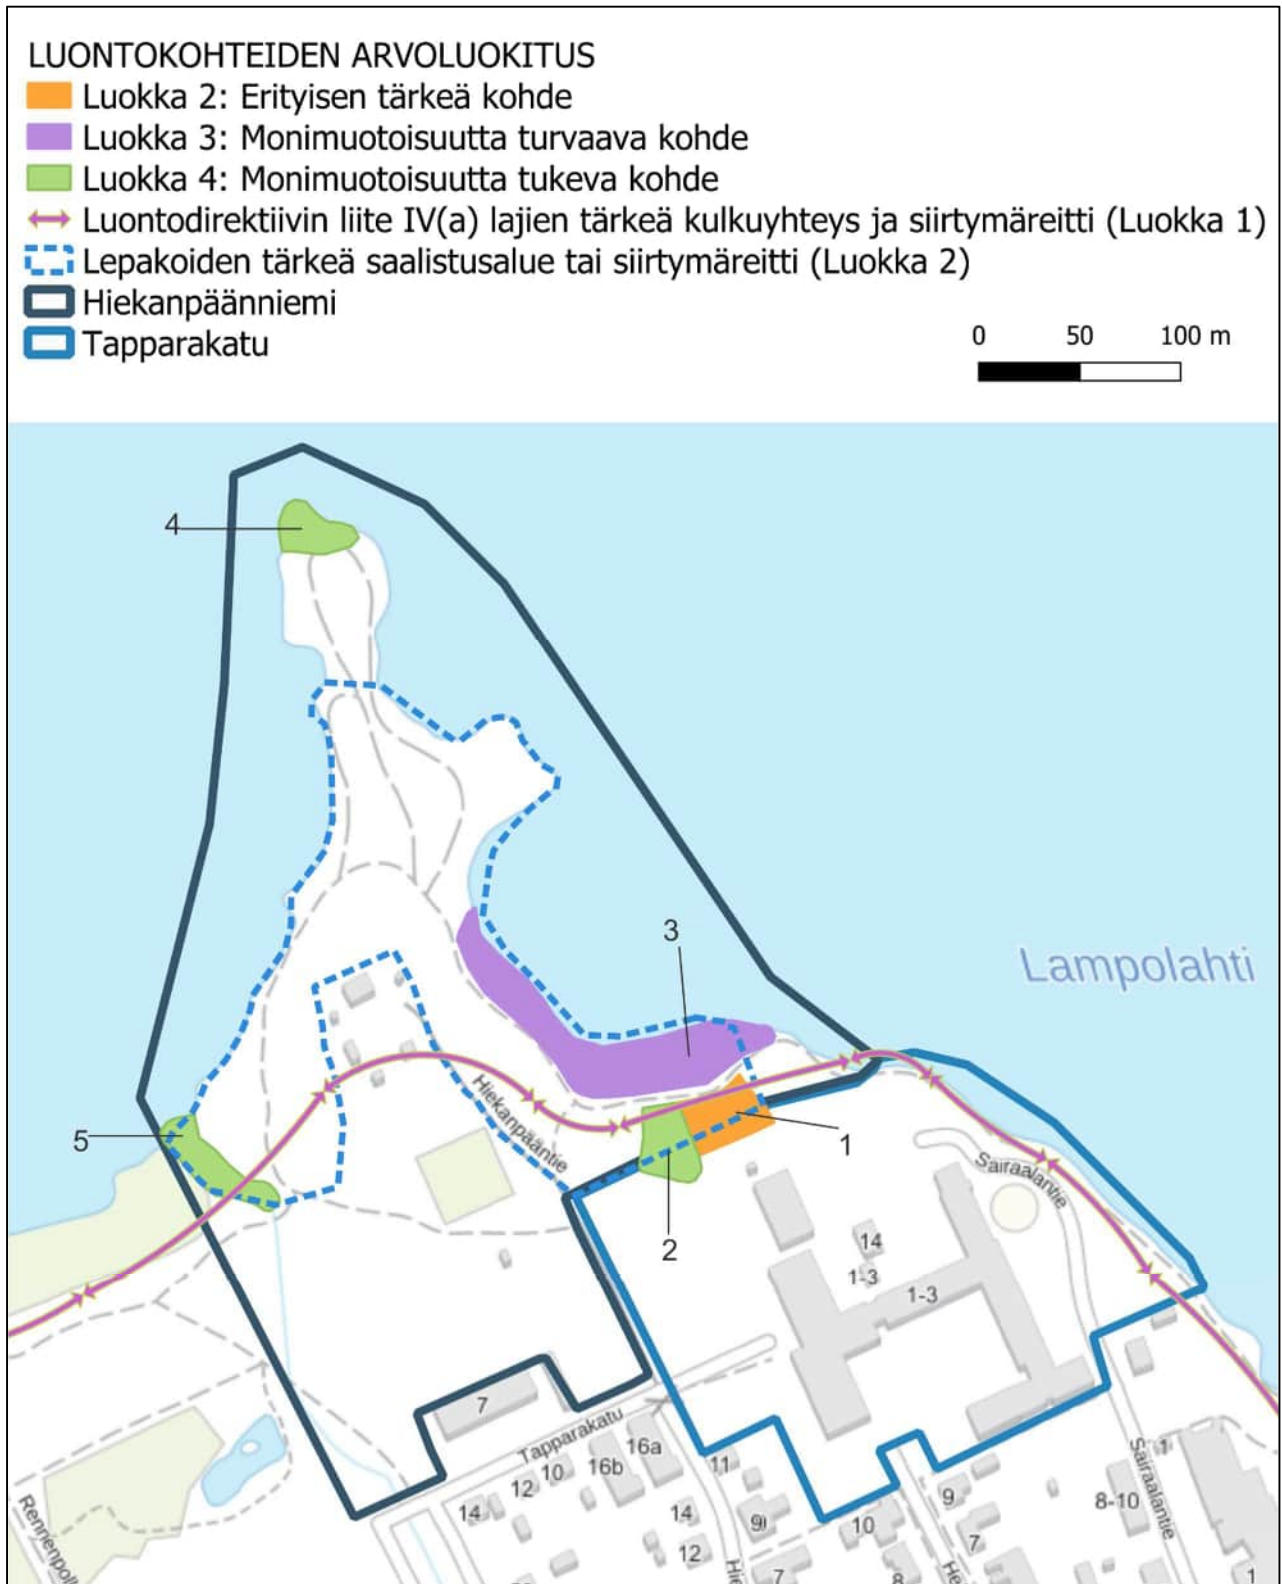 LUONTOKOHTEIDEN ARVOLUOKITUS
Luokka 2: Erityisen tärkeä kohde
Luokka 3: Monimuotoisuutta turvaava kohde
Luokka 4: Monimuotoisuutta tukeva kohde
Luontodirektiivin liite IV(a) lajien tärkeä kulkuyhteys ja siirtymäreitti (Luokka 1)
Lepakoiden tärkeä saalistusalue tai siirtymäreitti (Luokka 2)
Hiekanpäänniemi
Tapparakatu
0 50 100 m
4
3
Lampolahti
Hiekanpääntie
5
1
Sairaalantie
2
14
1-3
1-3
7
Tapparakatu
16a
16b
10
12
14
11
14
12
9
10
9
7
8-10
Sairaalantie
1
7
8
1